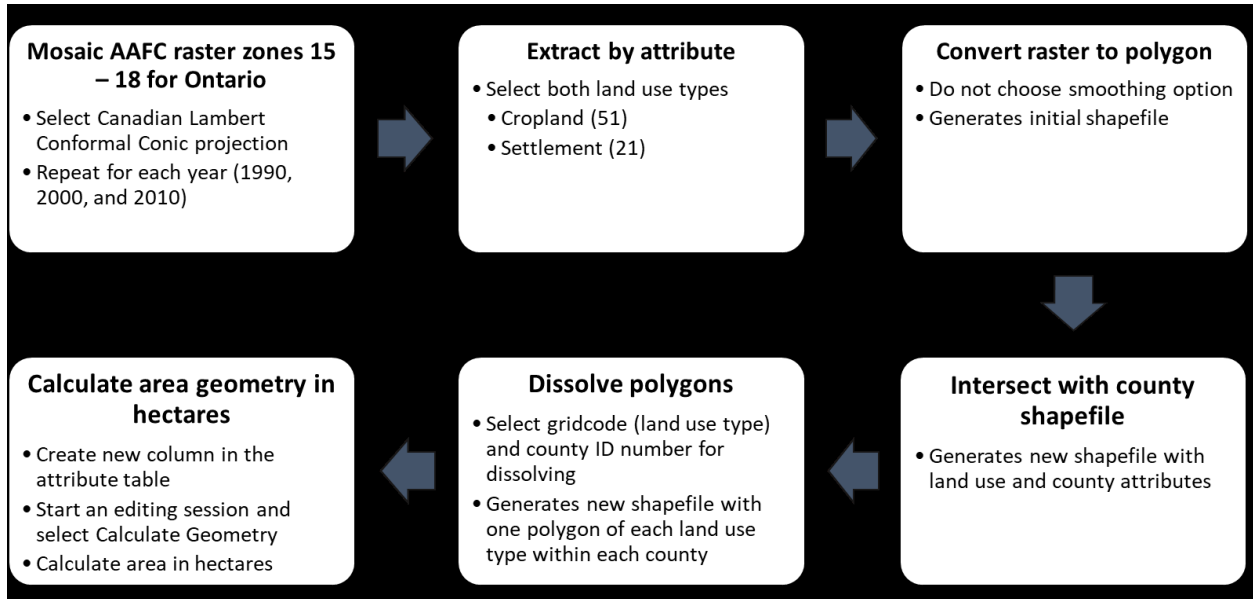 Mosaic AAFC raster zones 15
– 18 for Ontario
• Select Canadian Lambert
Conformal Conic projection
• Repeat for each year (1990,
2000, and 2010)
Extract by attribute
• Select both land use types
• Cropland (51)
• Settlement (21)
Convert raster to polygon
• Do not choose smoothing option
• Generates initial shapefile
Intersect with county
shapefile
• Generates new shapefile with
land use and county attributes
Dissolve polygons
• Select gridcode (land use type)
and county ID number for
dissolving
• Generates new shapefile with
one polygon of each land use
type within each county
Calculate area geometry in
hectares
• Create new column in the
attribute table
• Start an editing session and
select Calculate Geometry
• Calculate area in hectares